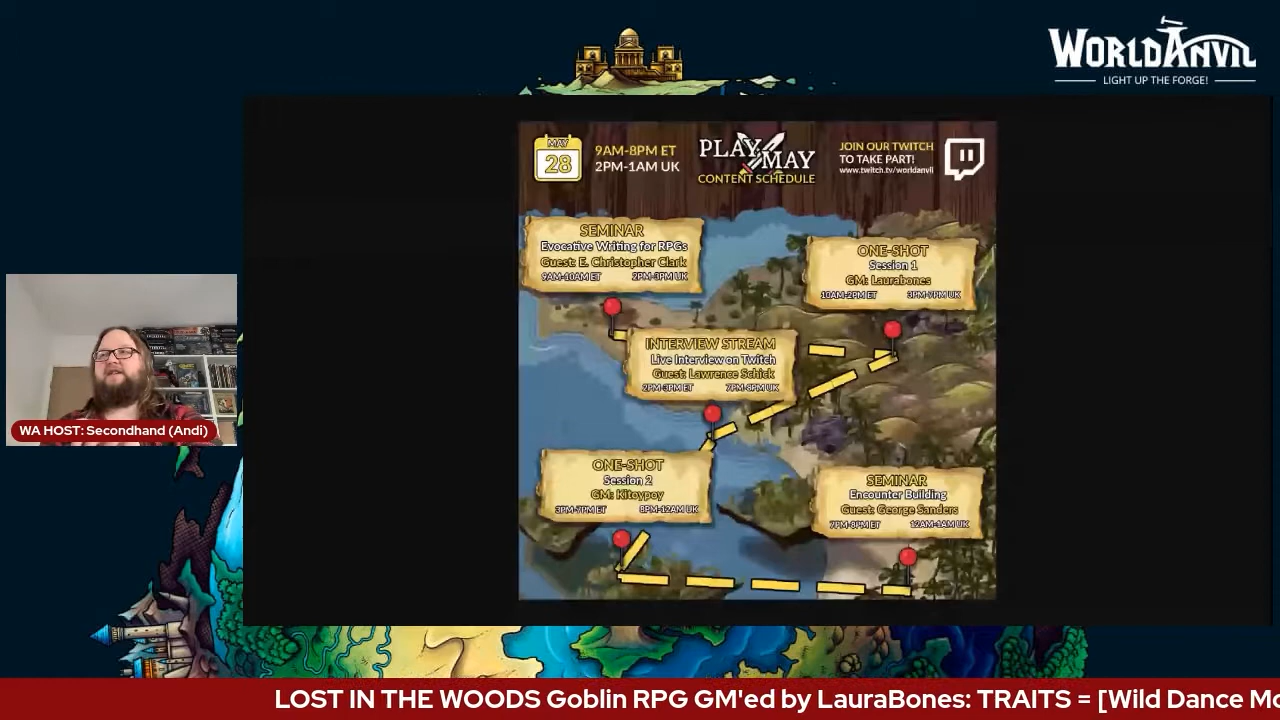 WORLDANVIL
LIGHT UP THE FORGE!
MAY
28
9AM-8PM ET
2PM-1AM UK
PLAY MAY
CONTENT SCHEDULE
JOIN OUR TWITCH
TO TAKE PART!
www.twitch.tv/worldanvil
SEMINAR
Evocative Writing for RPGs
Guest: E. Christopher Clark
9AM-10AM ET 2PM-3PM UK
ONE-SHOT
Session 1
GM: Laurabones
10AM-2PM ET 3PM-7PM UK
INTERVIEW STREAM
Live Interview on Twitch
Guest: Lawrence Schick
2PM-3PM ET 7PM-8PM UK
ONE-SHOT
Session 2
GM: Kitoypoy
3PM-7PM ET 8PM-12AM UK
SEMINAR
Encounter Building
Guest: George Sanders
7PM-8PM ET 12AM-1AM UK
WA HOST: Secondhand (Andi)
LOST IN THE WOODS Goblin RPG GM'ed by LauraBones: TRAITS = [Wild Dance Mo